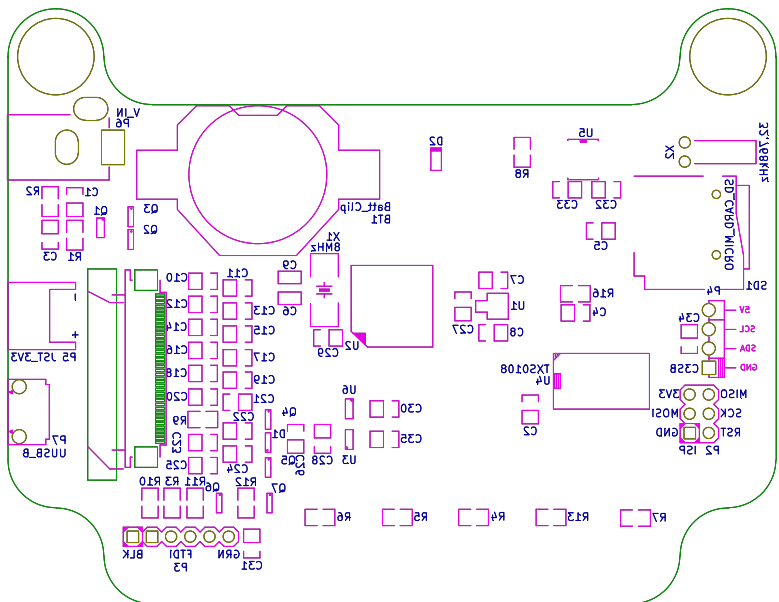 V_IN
P6
D2
U5
R8
X2
32.768kHz
R2
C1
Q1
Q3
Q2
C3
R1
Batt_Clip
BT1
C33
C32
C5
SD_CARD_MICRO
SD1
X1
8MHz
C10
C11
C9
C7
C12
C13
C6
C27
U1
R16
C4
P4
5V
SCL
SDA
GND
C34
C14
C15
C29
U2
C8
+
P5 JST_3V3
C16
C17
C3SB
C18
C19
TXS0108
U4
C20
C21
U6
C30
3V3
MISO
MOSI
SCK
GND
RST
ISP
P2
R9
C22
Q4
C2
P7
UUSB_B
C23
D1
C35
C25
C24
Q5
C26
C28
U3
R10
R3
R11
Q6
R12
Q7
R6
R5
R4
R13
R7
BLK
FTDI
GRN
P3
C31